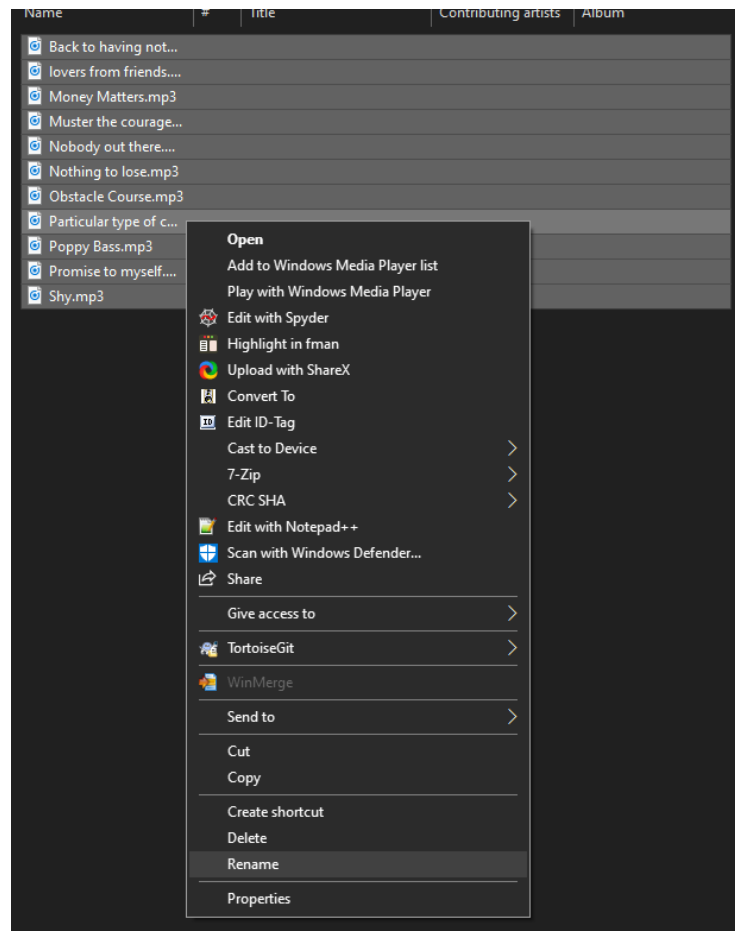 Name # Title Contributing artists Album
Back to having not...
lovers from friends....
Money Matters.mp3
Muster the courage...
Nobody out there....
Nothing to lose.mp3
Obstacle Course.mp3
Particular type of c...
Poppy Bass.mp3
Promise to myself....
Shy.mp3
Open
Add to Windows Media Player list
Play with Windows Media Player
Edit with Spyder
Highlight in fman
Upload with ShareX
Convert To
ID Edit ID-Tag
Cast to Device
7-Zip
CRC SHA
Edit with Notepad++
Scan with Windows Defender...
Share
Give access to
TortoiseGit
WinMerge
Send to
Cut
Copy
Create shortcut
Delete
Rename
Properties